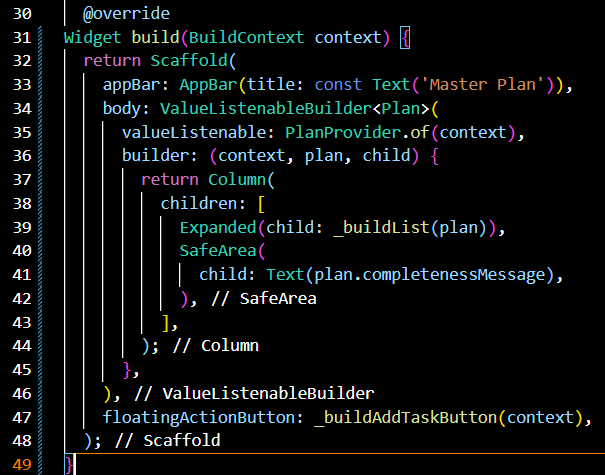 30 @override
31 Widget build(BuildContext context) {
32 return Scaffold(
33 appBar: AppBar(title: const Text('Master Plan')),
34 body: ValueListenableBuilder<Plan>(
35 valueListenable: PlanProvider.of(context),
36 builder: (context, plan, child) {
37 return Column(
38 children: [
39 Expanded(child: _buildList(plan)),
40 SafeArea(
41 child: Text(plan.completenessMessage),
42 ), // SafeArea
43 ],
44 ); // Column
45 },
46 ), // ValueListenableBuilder
47 floatingActionButton: _buildAddTaskButton(context),
48 ); // Scaffold
49 }